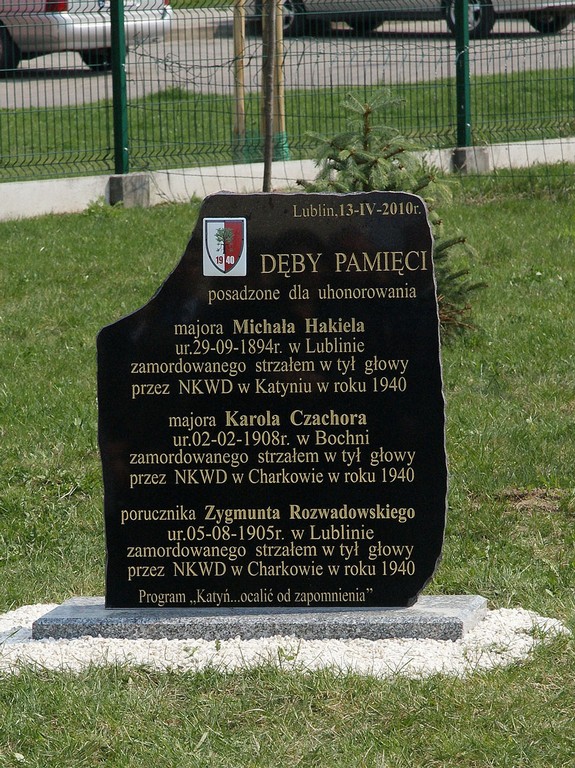 Lublin,13-IV-2010r.
19 40
DĘBY PAMIĘCI
posadzone dla uhonorowania
majora Michała Hakiela
ur.29-09-1894r. w Lublinie
zamordowanego strzałem w tył głowy
przez NKWD w Katyniu w roku 1940
majora Karola Czachora
ur.02-02-1908r. w Bochni
zamordowanego strzałem w tył głowy
przez NKWD w Charkowie w roku 1940
porucznika Zygmunta Rozwadowskiego
ur.05-08-1905r. w Lublinie
zamordowanego strzałem w tył głowy
przez NKWD w Charkowie w roku 1940
Program „Katyń...ocalić od zapomnienia”